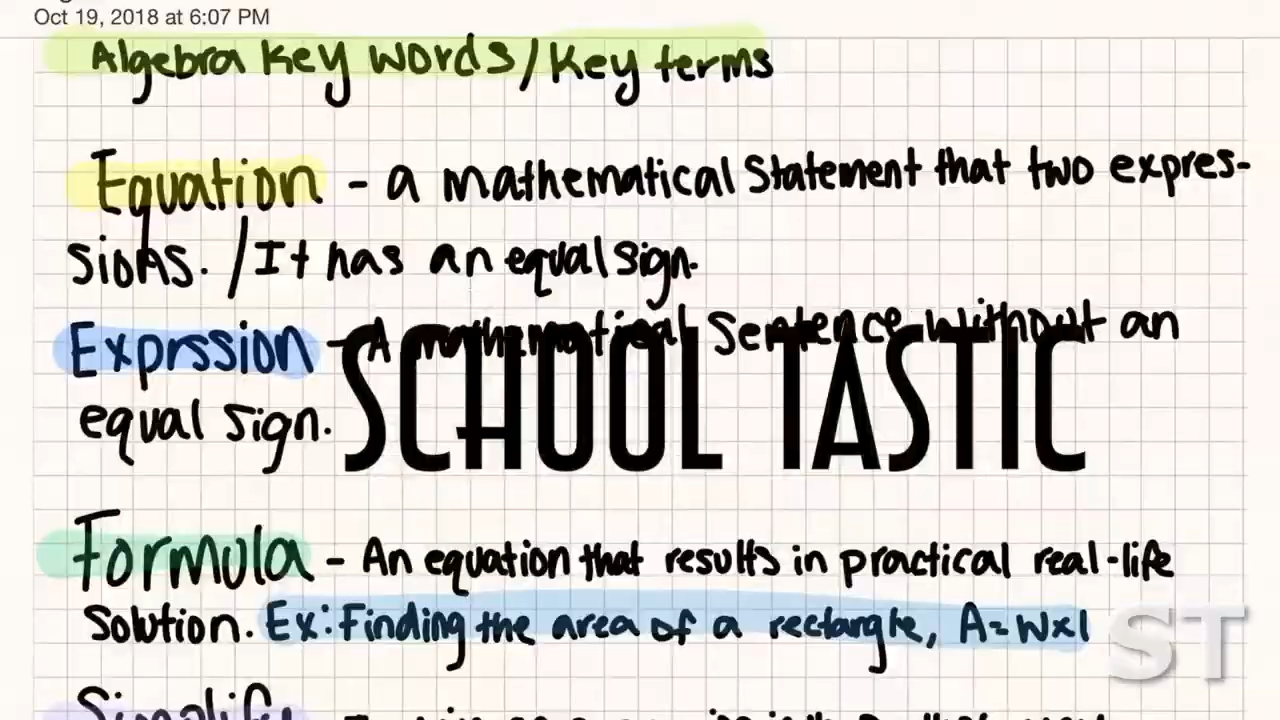 Oct 19, 2018 at 6:07 PM
Algebra Key words/Key terms
Equation - a mathematical Statement that two expres-
sions. / It has an equal sign.
Exprssion - A mathematical Sentence without an
SCHOOL TASTIC
equal sign.
Formula - An equation that results in practical real-life
Solution. Ex: Finding the area of a rectangle, A=wxl
ST
Simplify